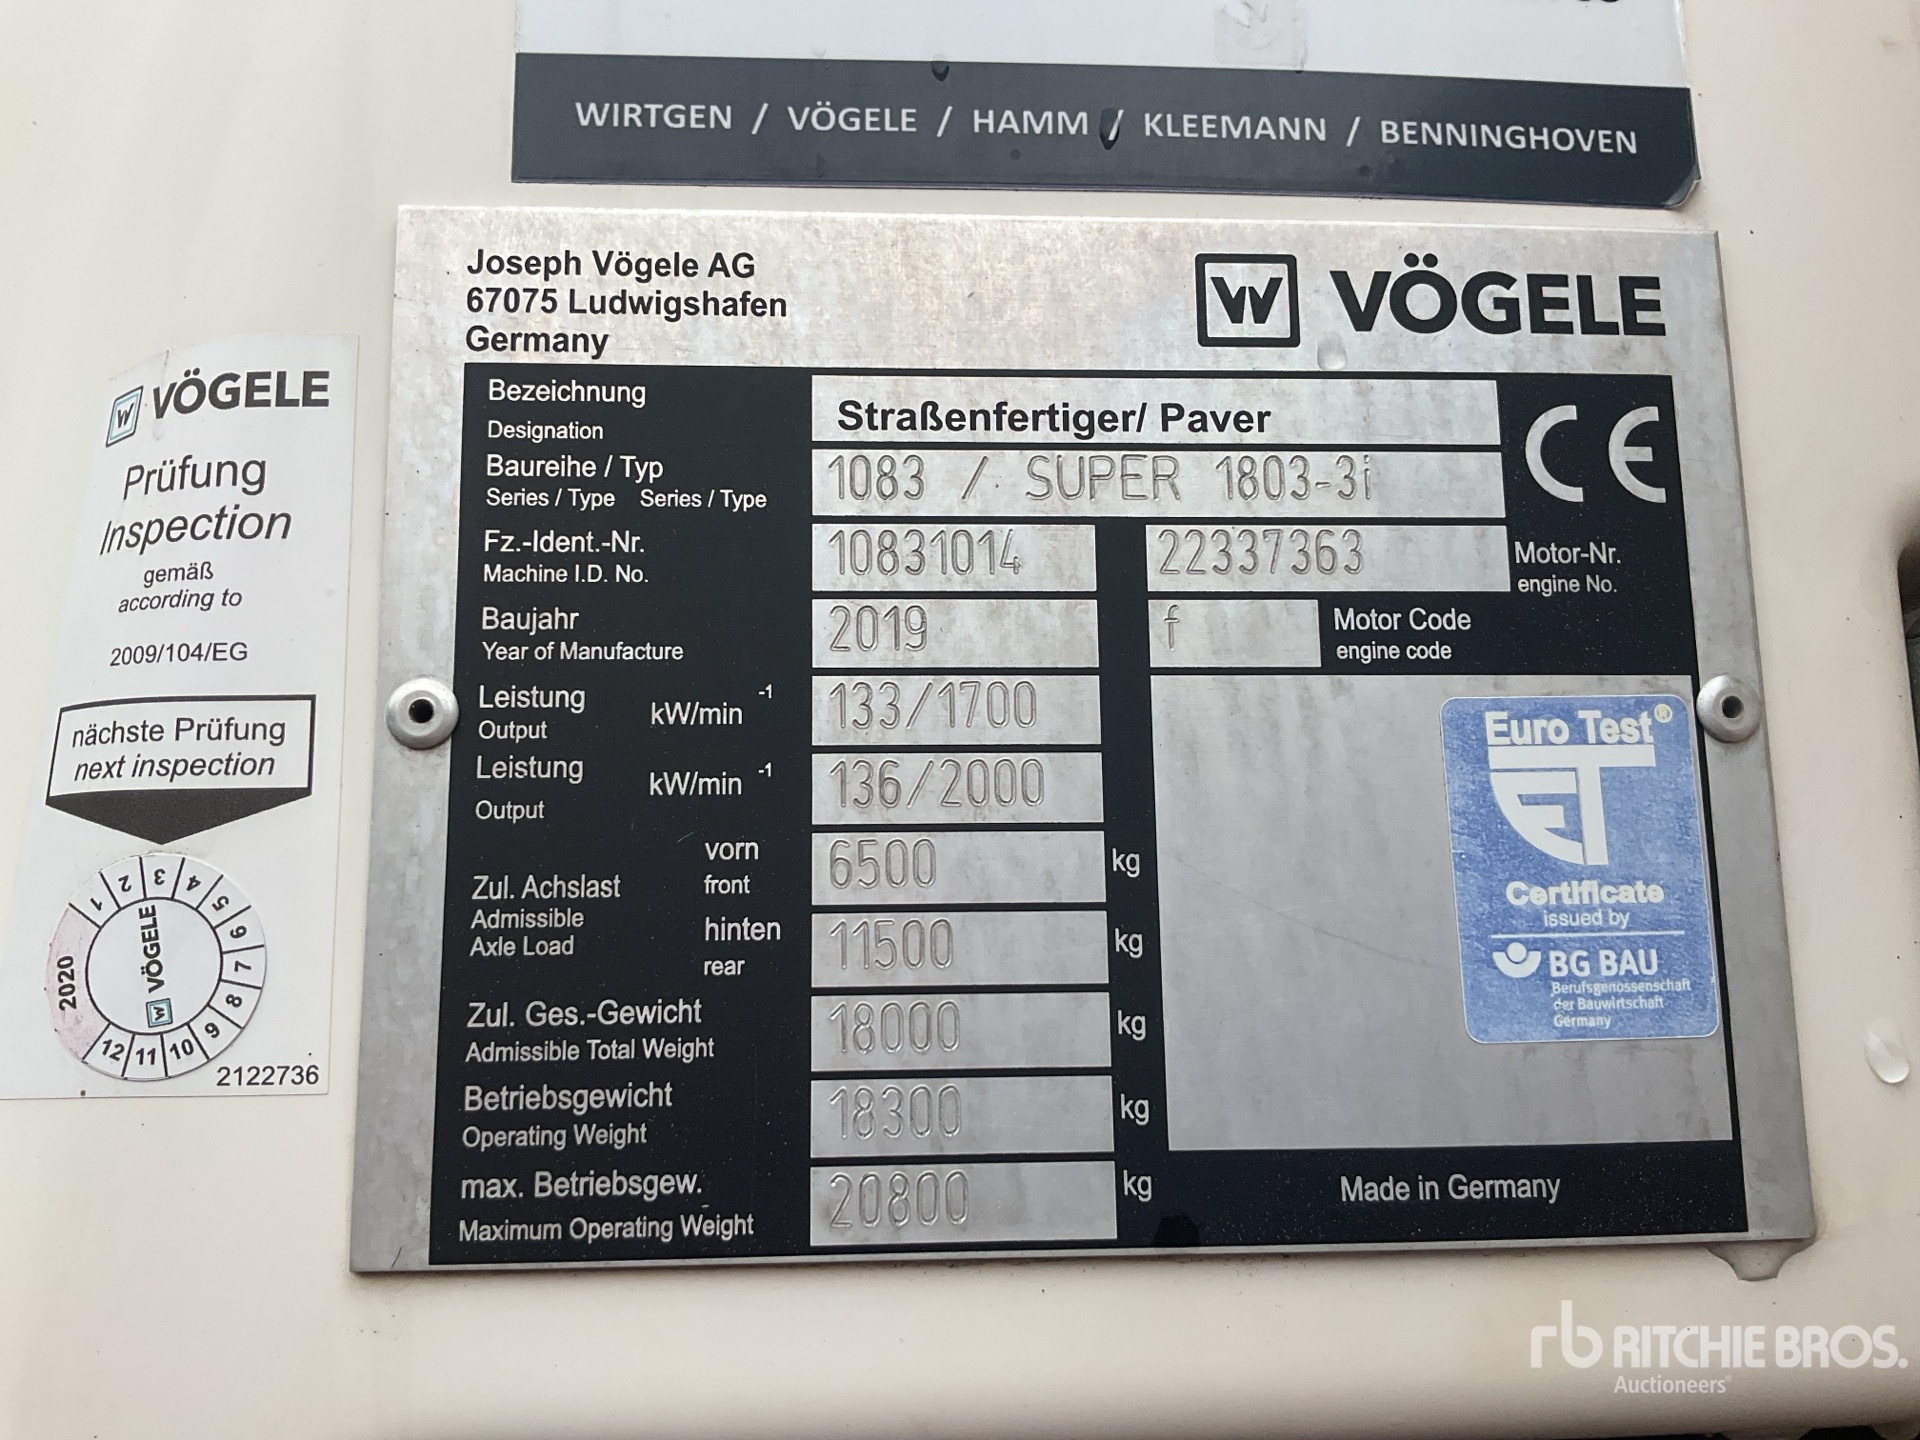 WIRTGEN / VÖGELE / HAMM / KLEEMANN / BENNINGHOVEN
Joseph Vögele AG
67075 Ludwigshafen
Germany
W VÖGELE
Bezeichnung
Designation
Straßenfertiger/ Paver
CE
Baureihe / Typ
Series / Type Series / Type
1083 / SUPER 1803-3i
Fz.-Ident.-Nr.
Machine I.D. No.
10831014
22337363
Motor-Nr.
engine No.
Baujahr
Year of Manufacture
2019
f
Motor Code
engine code
Leistung
Output
kW/min -1
133/1700
Leistung
Output
kW/min -1
136/2000
Zul. Achslast
Admissible
Axle Load
vorn
front
6500 kg
hinten
rear
11500 kg
Zul. Ges.-Gewicht
Admissible Total Weight
18000 kg
Betriebsgewicht
Operating Weight
18300 kg
max. Betriebsgew.
Maximum Operating Weight
20800 kg
Euro Test®
ET
Certificate
issued by
BG BAU
Berufsgenossenschaft
der Bauwirtschaft
Germany
Made in Germany
W VÖGELE
Prüfung
Inspection
gemäß
according to
2009/104/EG
nächste Prüfung
next inspection
1 2 3 4 5 6 7 8 9 10 11 12
2020
W VÖGELE
2122736
rb RITCHIE BROS.
Auctioneers